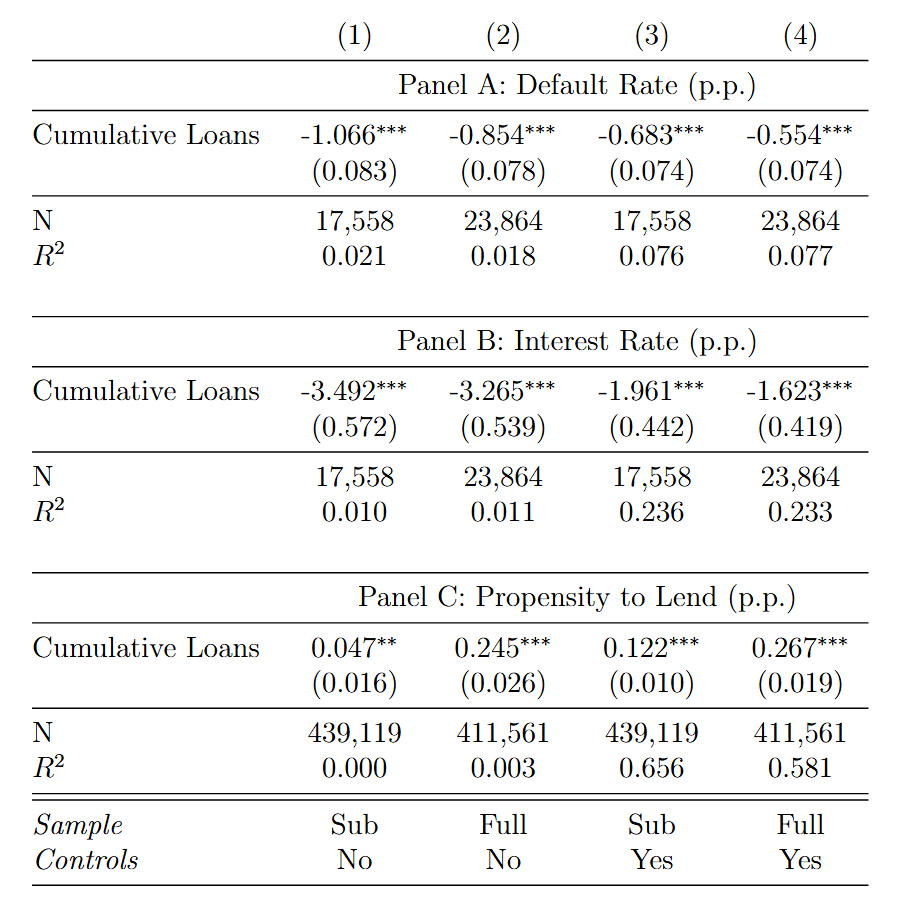 (1) (2) (3) (4)
Panel A: Default Rate (p.p.)
Cumulative Loans -1.066*** -0.854*** -0.683*** -0.554***
(0.083) (0.078) (0.074) (0.074)
N 17,558 23,864 17,558 23,864
R² 0.021 0.018 0.076 0.077
Panel B: Interest Rate (p.p.)
Cumulative Loans -3.492*** -3.265*** -1.961*** -1.623***
(0.572) (0.539) (0.442) (0.419)
N 17,558 23,864 17,558 23,864
R² 0.010 0.011 0.236 0.233
Panel C: Propensity to Lend (p.p.)
Cumulative Loans 0.047** 0.245*** 0.122*** 0.267***
(0.016) (0.026) (0.010) (0.019)
N 439,119 411,561 439,119 411,561
R² 0.000 0.003 0.656 0.581
Sample Sub Full Sub Full
Controls No No Yes Yes